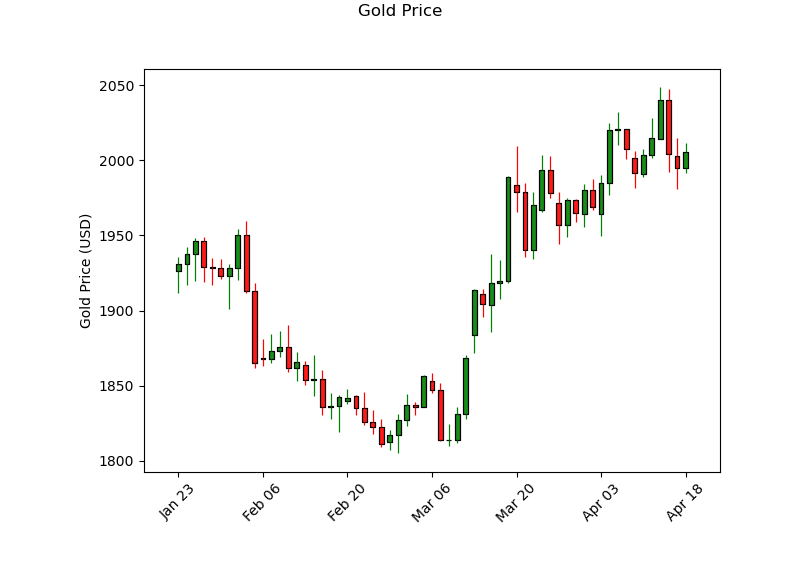 Gold Price
2050
2000
1950
1900
1850
1800
Gold Price (USD)
Jan 23
Feb 06
Feb 20
Mar 06
Mar 20
Apr 03
Apr 18